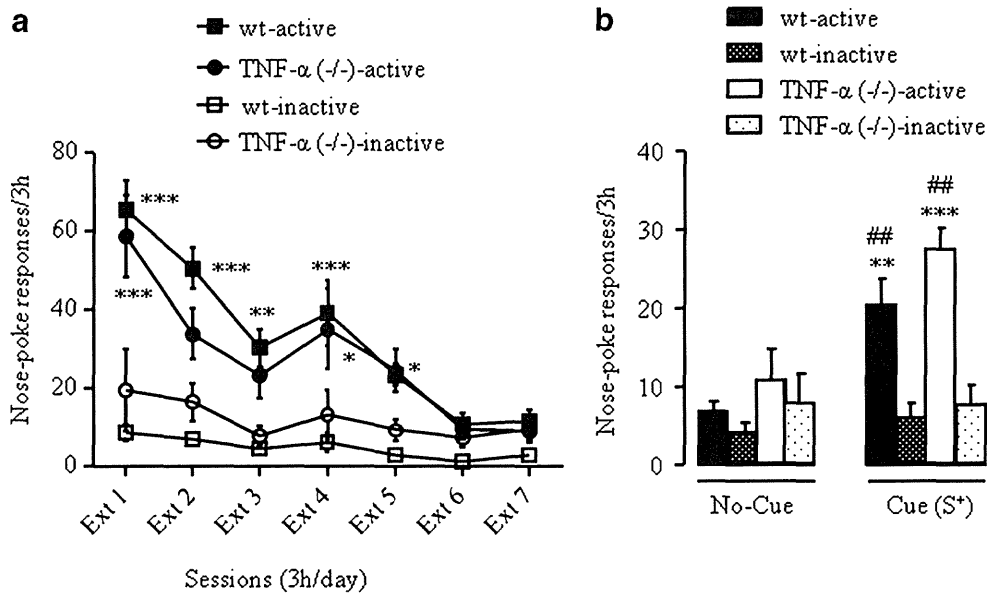 a
wt-active
TNF-α (-/-)-active
wt-inactive
TNF-α (-/-)-inactive
Nose-poke responses/3h
80
60
40
20
0
***
***
***
**
***
*
*
Ext 1
Ext 2
Ext 3
Ext 4
Ext 5
Ext 6
Ext 7
Sessions (3h/day)
b
wt-active
wt-inactive
TNF-α (-/-)-active
TNF-α (-/-)-inactive
Nose-poke responses/3h
40
30
20
10
0
##
**
##
***
No-Cue
Cue (S⁺)